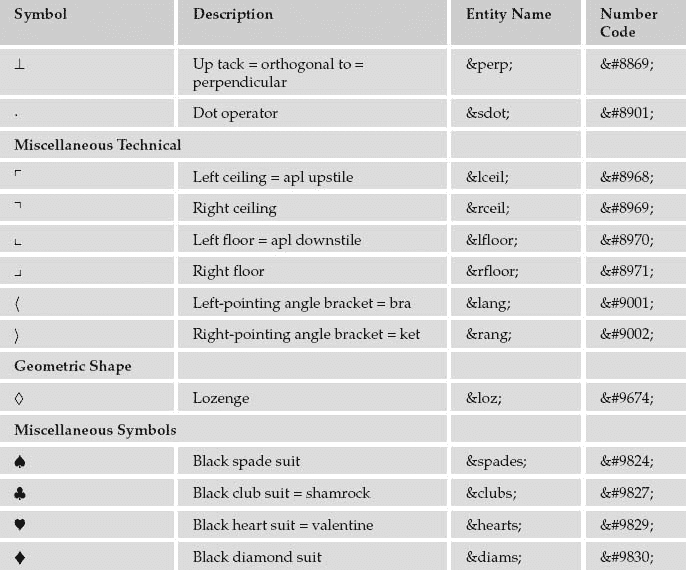 Symbol Description Entity Name Number
Code
⊥ Up tack = orthogonal to = &perp; &#8869;
perpendicular
· Dot operator &sdot; &#8901;
Miscellaneous Technical
⌈ Left ceiling = apl upstile &lceil; &#8968;
⌉ Right ceiling &rceil; &#8969;
⌊ Left floor = apl downstile &lfloor; &#8970;
⌋ Right floor &rfloor; &#8971;
⟨ Left-pointing angle bracket = bra &lang; &#9001;
⟩ Right-pointing angle bracket = ket &rang; &#9002;
Geometric Shape
◊ Lozenge &loz; &#9674;
Miscellaneous Symbols
♠ Black spade suit &spades; &#9824;
♣ Black club suit = shamrock &clubs; &#9827;
♥ Black heart suit = valentine &hearts; &#9829;
♦ Black diamond suit &diams; &#9830;